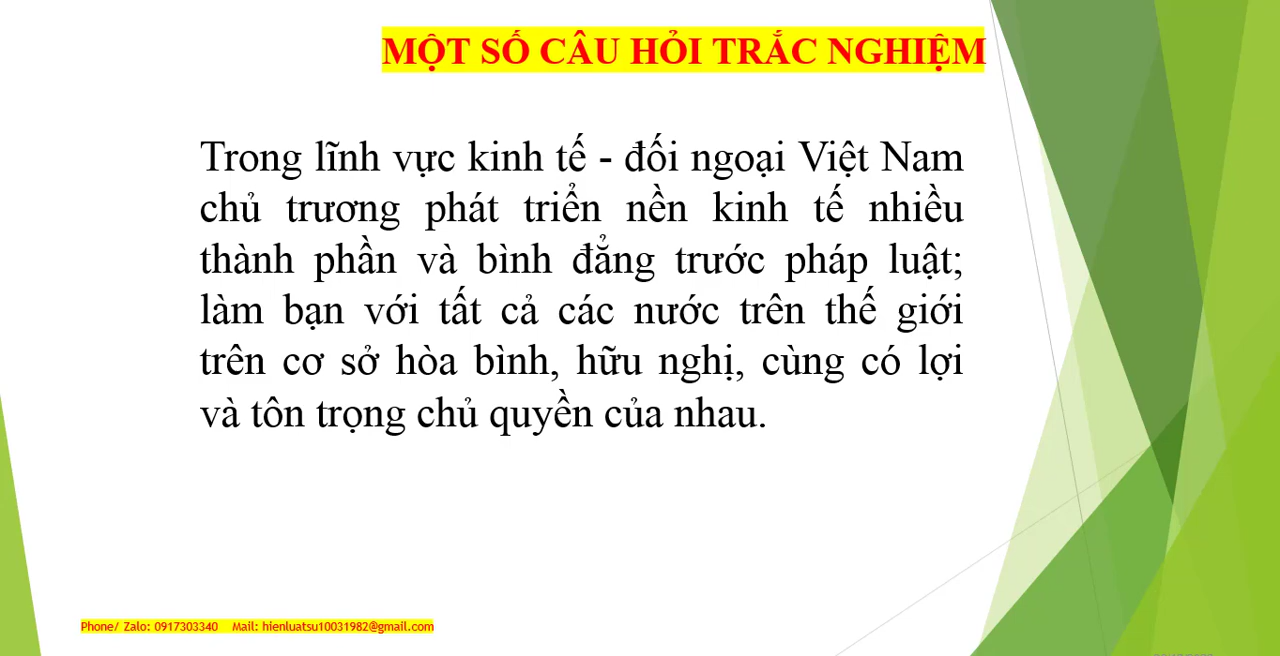 MỘT SỐ CÂU HỎI TRẮC NGHIỆM
Trong lĩnh vực kinh tế - đối ngoại Việt Nam
chủ trương phát triển nền kinh tế nhiều
thành phần và bình đẳng trước pháp luật;
làm bạn với tất cả các nước trên thế giới
trên cơ sở hòa bình, hữu nghị, cùng có lợi
và tôn trọng chủ quyền của nhau.
Phone/ Zalo: 0917303340 Mail: hienluatsu10031982@gmail.com